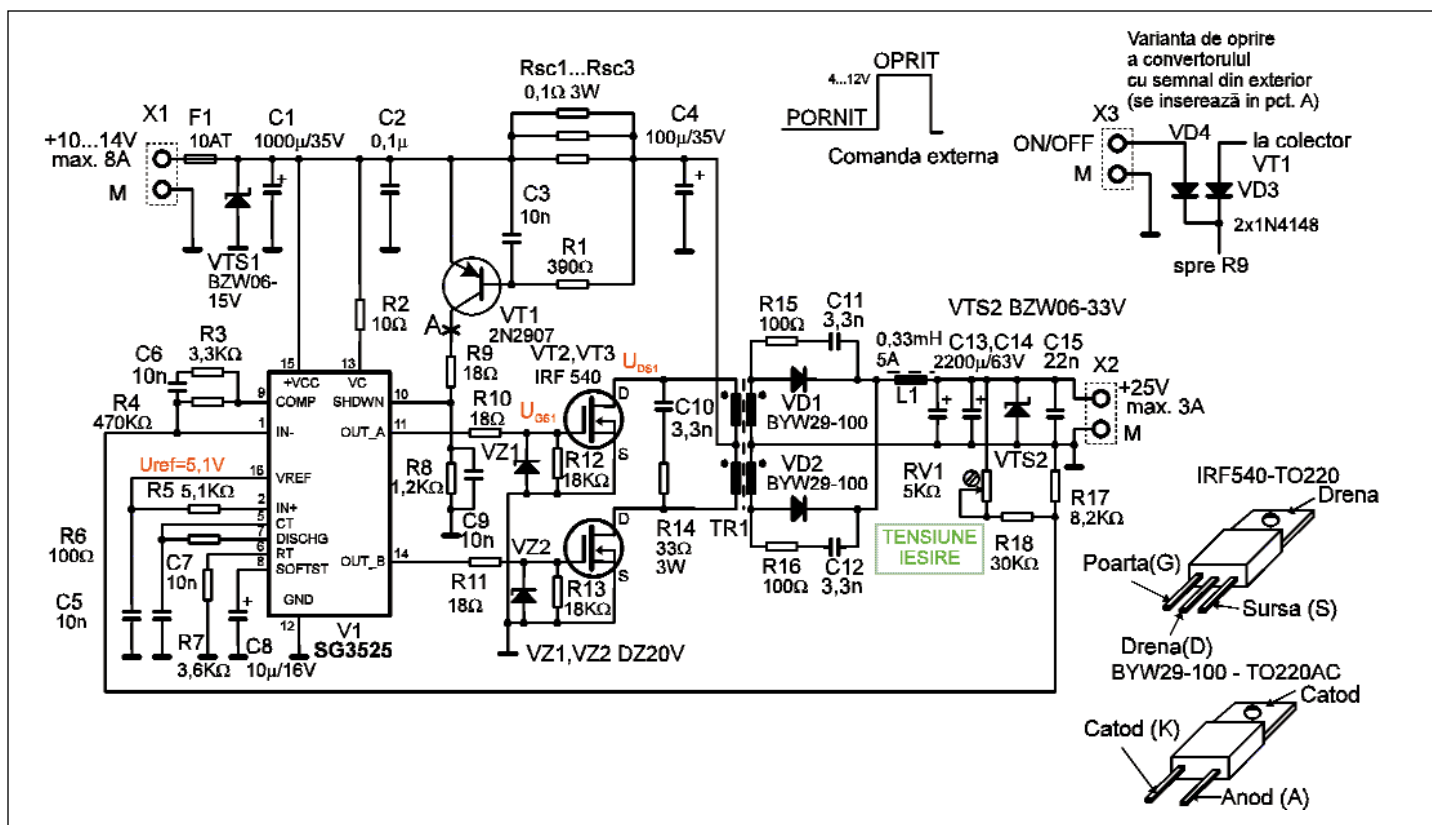 Rsc1...Rsc3
0,1Ω 3W
X1
F1
10AT
C1
1000µ/35V
C2
0,1µ
C4
100µ/35V
+10...14V
max. 8A
M
VTS1
BZW06-
15V
C3
10n
R1
390Ω
R2
10Ω
VT1
2N2907
A
OPRIT
4...12V
PORNIT
Comanda externa
Varianta de oprire
a convertorului
cu semnal din exterior
(se inserează in pct. A)
X3
VD4
ON/OFF
la colector
VT1
M
VD3
2x1N4148
spre R9
R3
3,3KΩ
C6
10n
R4
470KΩ
R9
18Ω
VT2,VT3
IRF 540
UDS1
UGS1
R10
18Ω
D
S
C10
3,3n
VZ1
R12
18KΩ
15
+VCC
13
VC
9
COMP
SHDWN
10
1
IN-
OUT_A
11
Uref=5,1V
16
VREF
R5 5,1KΩ
2
IN+
5
CT
7
DISCHG
6
RT
8
SOFTST
OUT_B
14
GND
12
V1
SG3525
R6
100Ω
C5
10n
C7
10n
R7
3,6KΩ
C8
10µ/16V
R8
1,2KΩ
C9
10n
VZ2
R11
18Ω
D
S
R13
18KΩ
R14
33Ω
3W
VZ1,VZ2 DZ20V
TR1
R15
100Ω
C11
3,3n
VD1
BYW29-100
VD2
BYW29-100
R16
100Ω
C12
3,3n
VTS2 BZW06-33V
0,33mH
5A
L1
C13,C14
2200µ/63V
C15
22n
X2
+25V
max. 3A
M
VTS2
RV1
5KΩ
R17
8,2KΩ
R18
30KΩ
TENSIUNE
IESIRE
IRF540-TO220
Drena
Poarta(G)
Sursa (S)
Drena(D)
BYW29-100 - TO220AC
Catod
Catod (K)
Anod (A)